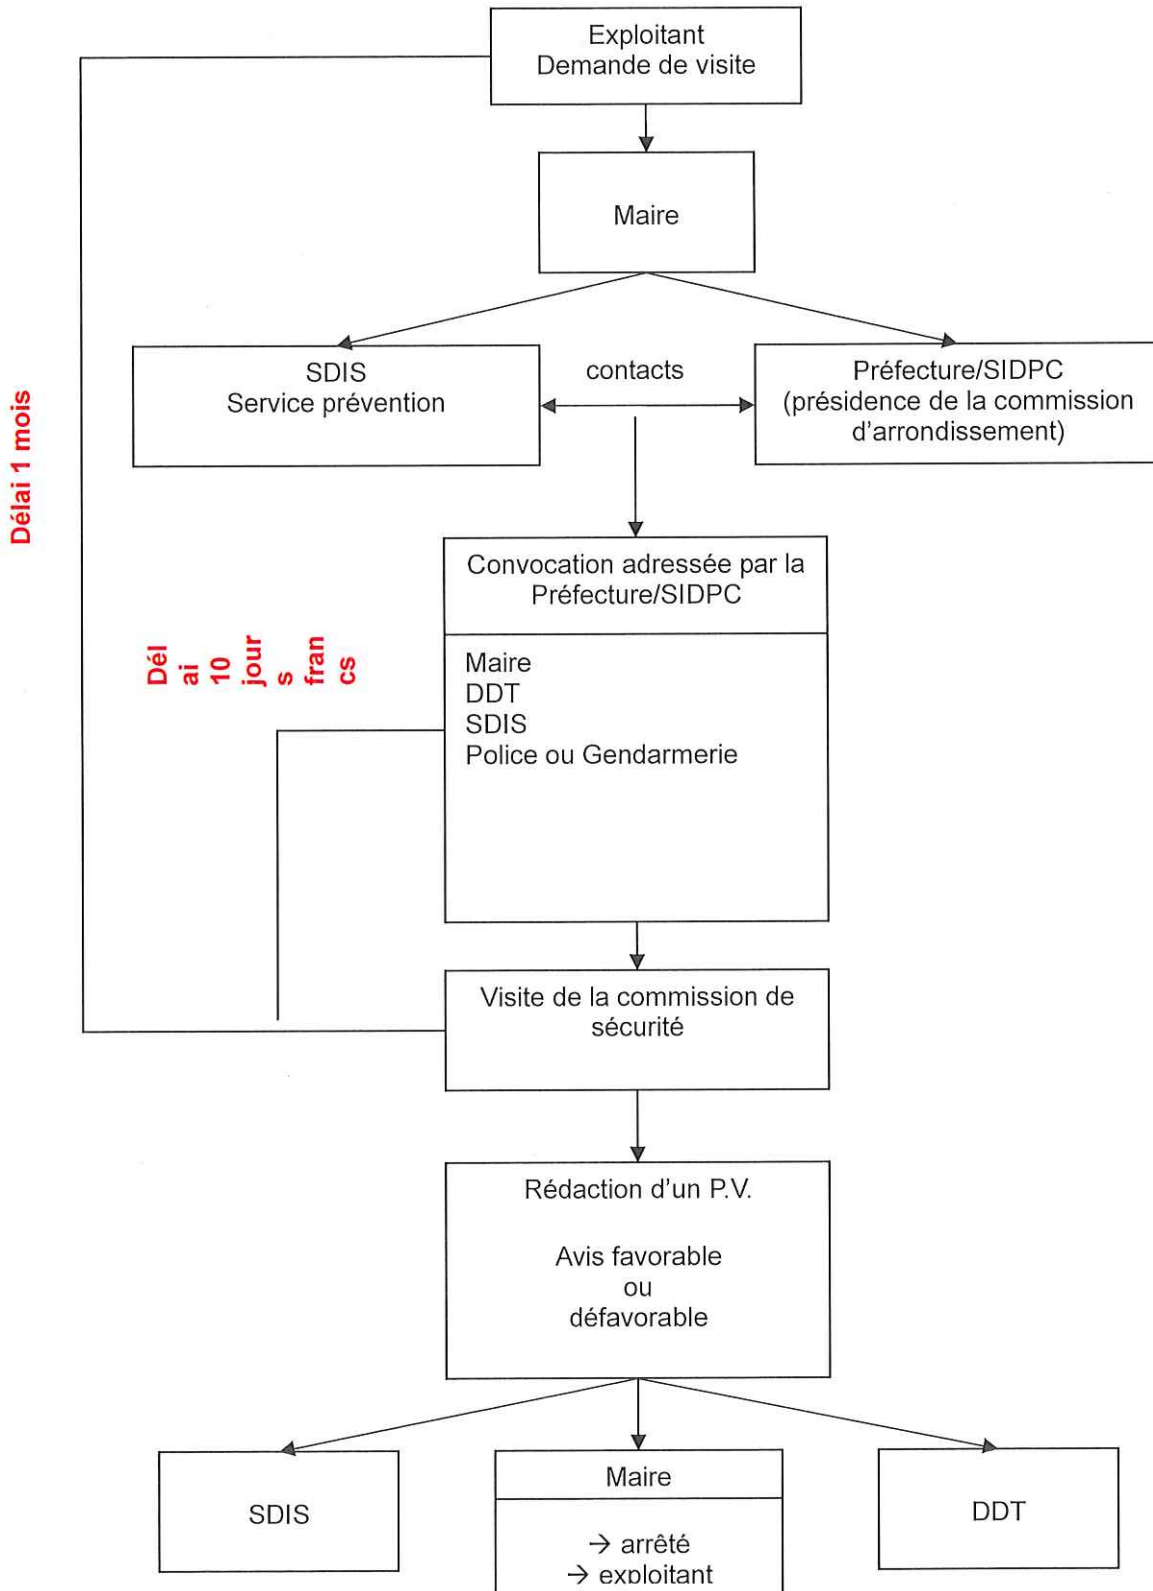 Exploitant
Demande de visite
Maire
SDIS
Service prévention
contacts
Préfecture/SIDPC
(présidence de la commission
d'arrondissement)
Délai 1 mois
Convocation adressée par la
Préfecture/SIDPC
Dél
ai
10
jour
s
fran
cs
Maire
DDT
SDIS
Police ou Gendarmerie
Visite de la commission de
sécurité
Rédaction d'un P.V.
Avis favorable
ou
défavorable
SDIS
Maire
→ arrêté
→ exploitant
DDT